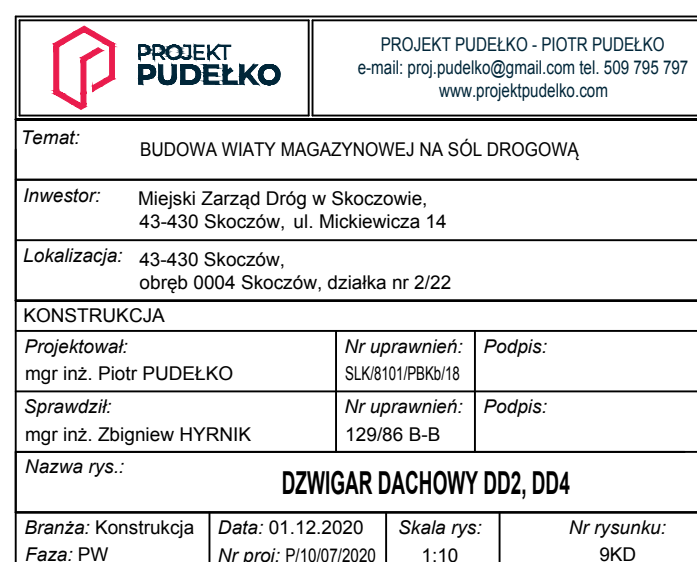 PROJEKT
PUDEŁKO
PROJEKT PUDEŁKO - PIOTR PUDEŁKO
e-mail: proj.pudelko@gmail.com tel. 509 795 797
www.projektpudelko.com
Temat:
BUDOWA WIATY MAGAZYNOWEJ NA SÓL DROGOWĄ
Inwestor: Miejski Zarząd Dróg w Skoczowie,
43-430 Skoczów, ul. Mickiewicza 14
Lokalizacja: 43-430 Skoczów,
obręb 0004 Skoczów, działka nr 2/22
KONSTRUKCJA
Projektował: Nr uprawnień: Podpis:
mgr inż. Piotr PUDEŁKO SLK/8101/PBKb/18
Sprawdził: Nr uprawnień: Podpis:
mgr inż. Zbigniew HYRNIK 129/86 B-B
Nazwa rys.:
DZWIGAR DACHOWY DD2, DD4
Branża: Konstrukcja Data: 01.12.2020 Skala rys: Nr rysunku:
Faza: PW Nr proj: P/10/07/2020 1:10 9KD